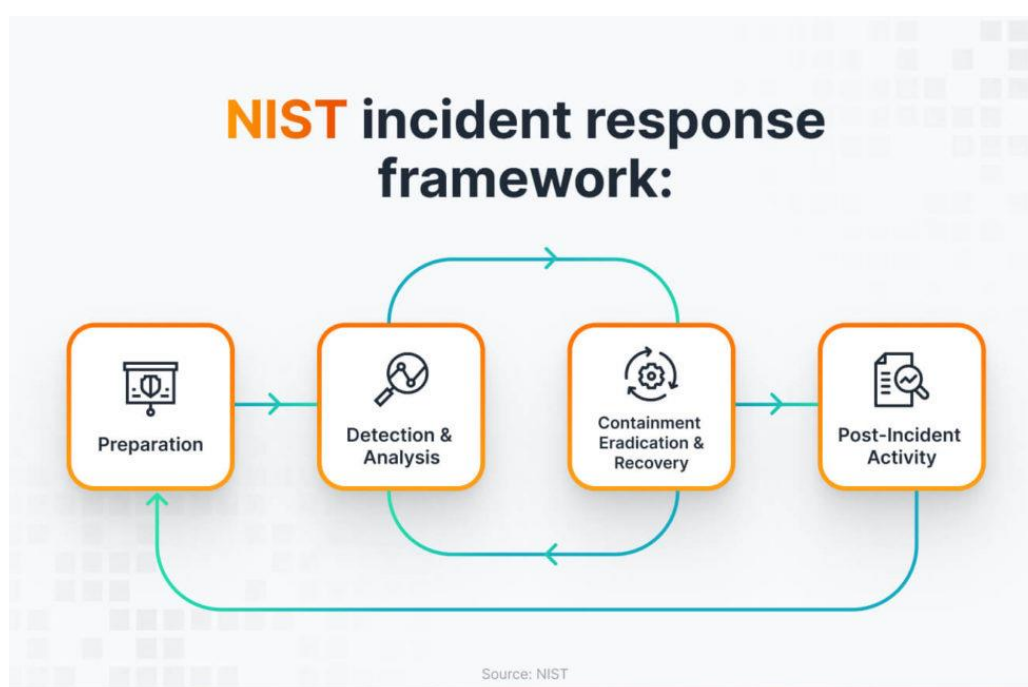 NIST incident response
framework:
Preparation
Detection &
Analysis
Containment
Eradication &
Recovery
Post-Incident
Activity
Source: NIST